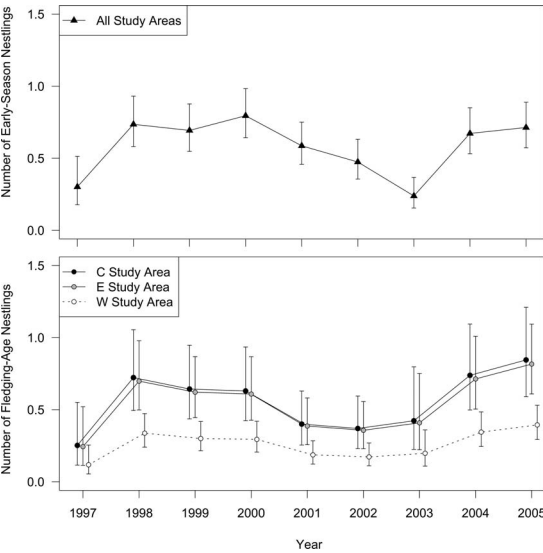 Number of Early-Season Nestlings
1.5
1.0
0.5
0.0
All Study Areas
Number of Fledging-Age Nestlings
1.5
1.0
0.5
0.0
C Study Area
E Study Area
W Study Area
1997 1998 1999 2000 2001 2002 2003 2004 2005
Year